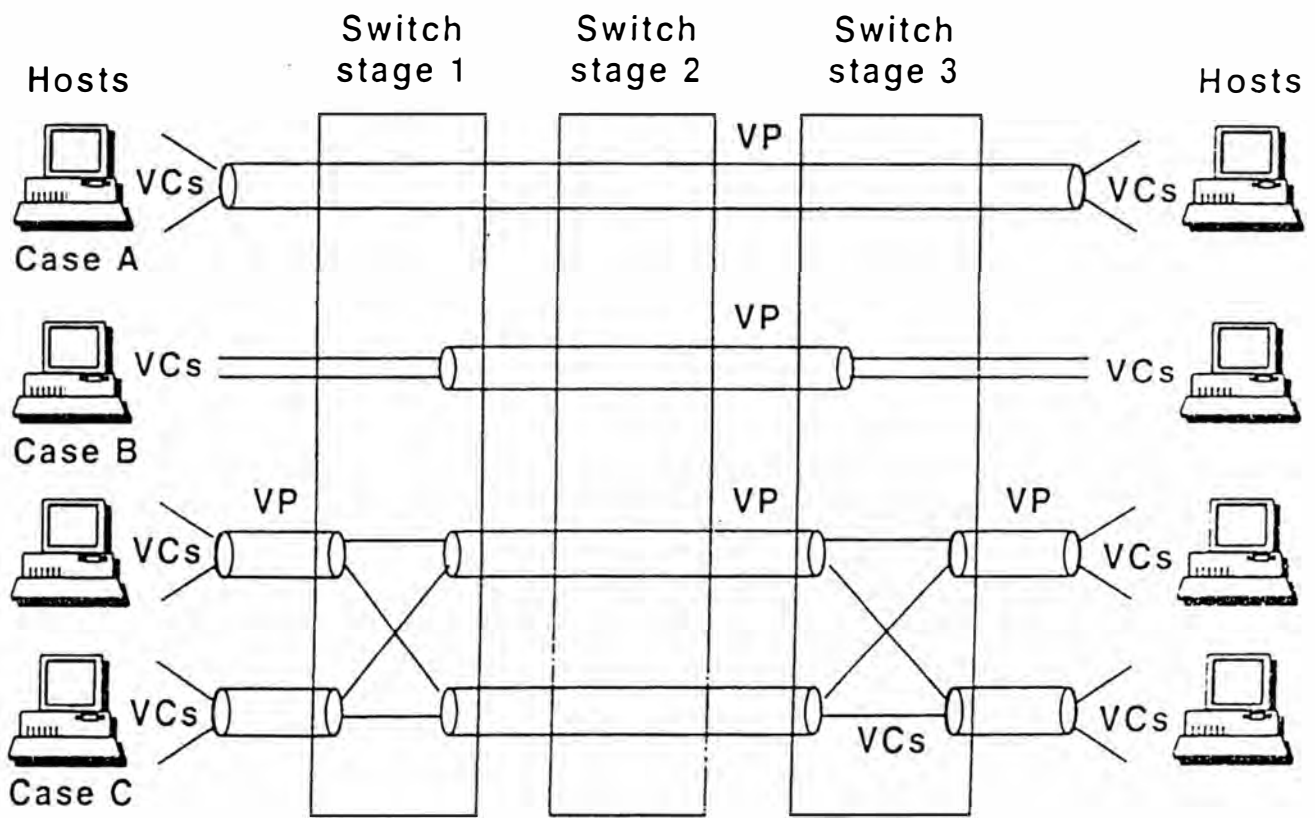 Switch stage 1
Switch stage 2
Switch stage 3
Hosts
Hosts
VP
VCs
VCs
Case A
VP
VCs
VCs
Case B
VP
VP
VP
VCs
VCs
VCs
VCs
VCs
Case C